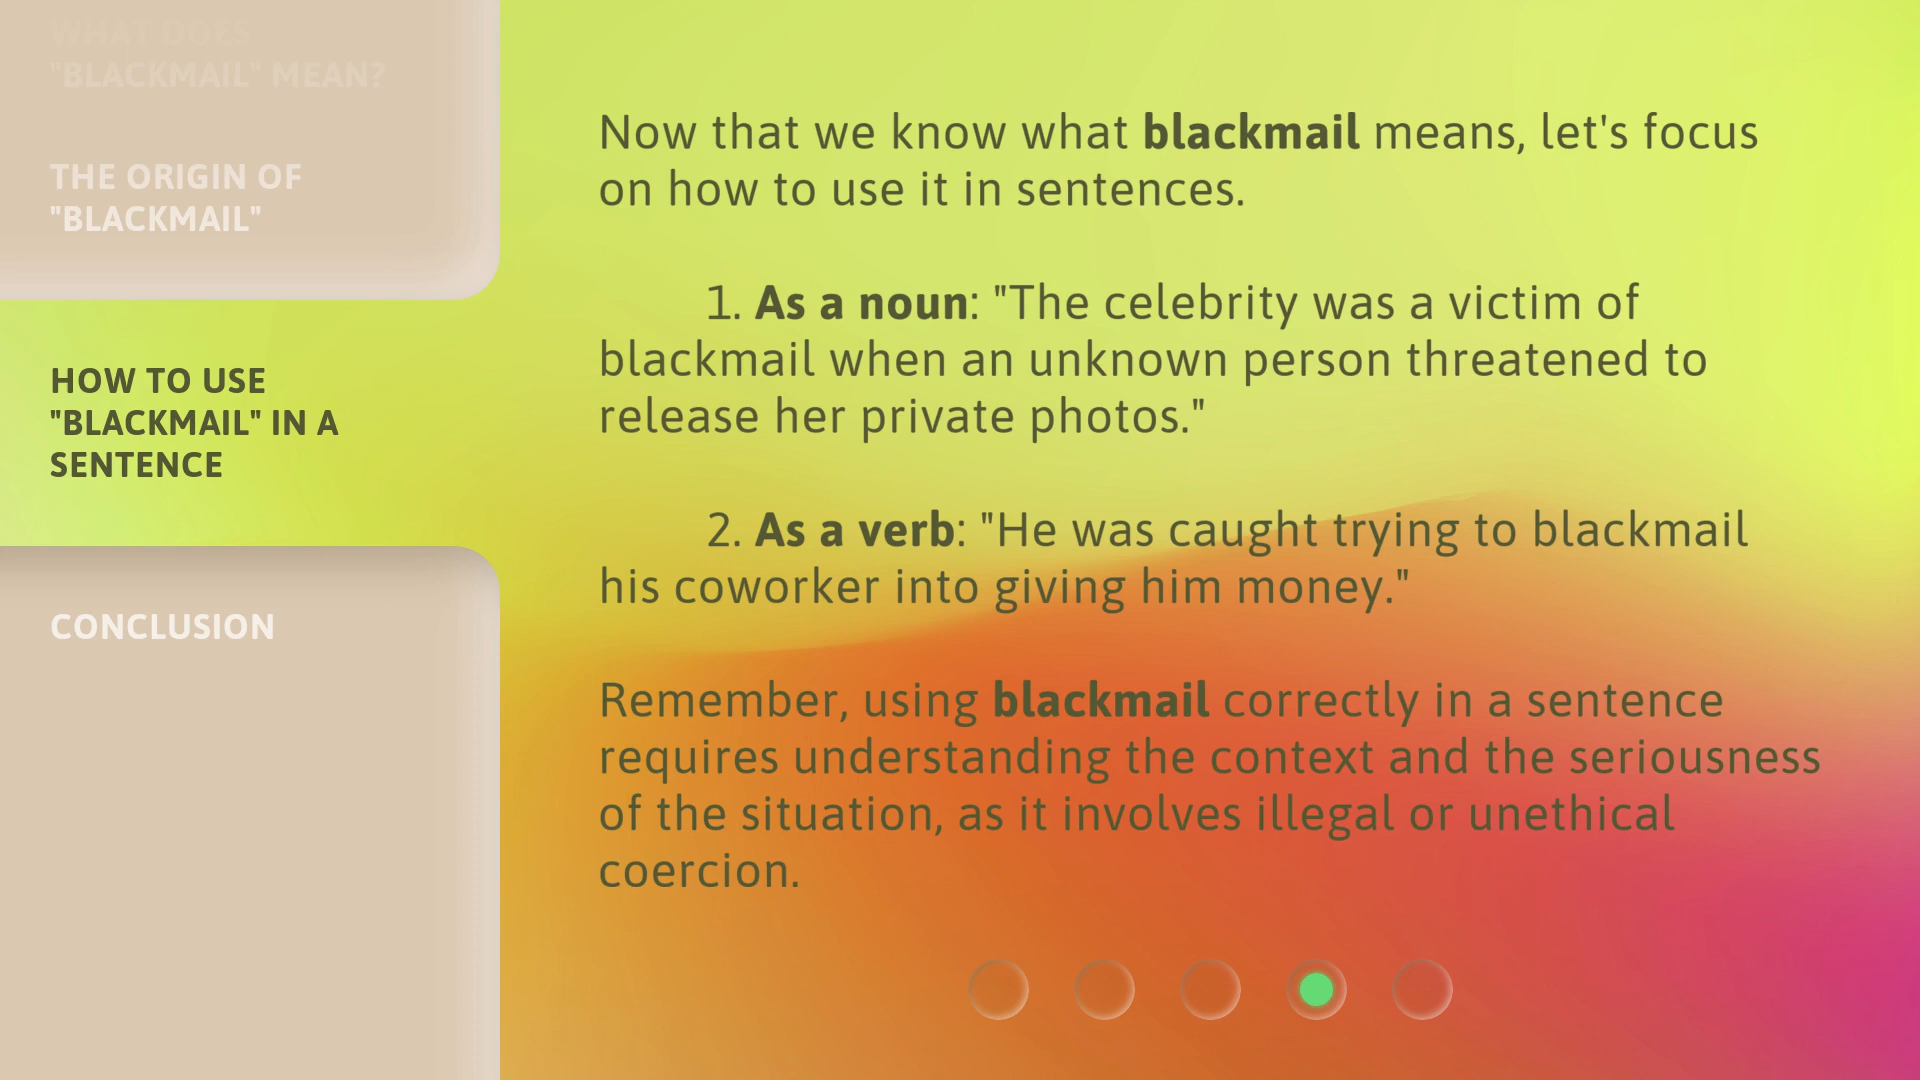 WHAT DOES
"BLACKMAIL" MEAN?
THE ORIGIN OF
"BLACKMAIL"
HOW TO USE
"BLACKMAIL" IN A
SENTENCE
CONCLUSION
Now that we know what blackmail means, let's focus
on how to use it in sentences.
1. As a noun: "The celebrity was a victim of
blackmail when an unknown person threatened to
release her private photos."
2. As a verb: "He was caught trying to blackmail
his coworker into giving him money."
Remember, using blackmail correctly in a sentence
requires understanding the context and the seriousness
of the situation, as it involves illegal or unethical
coercion.